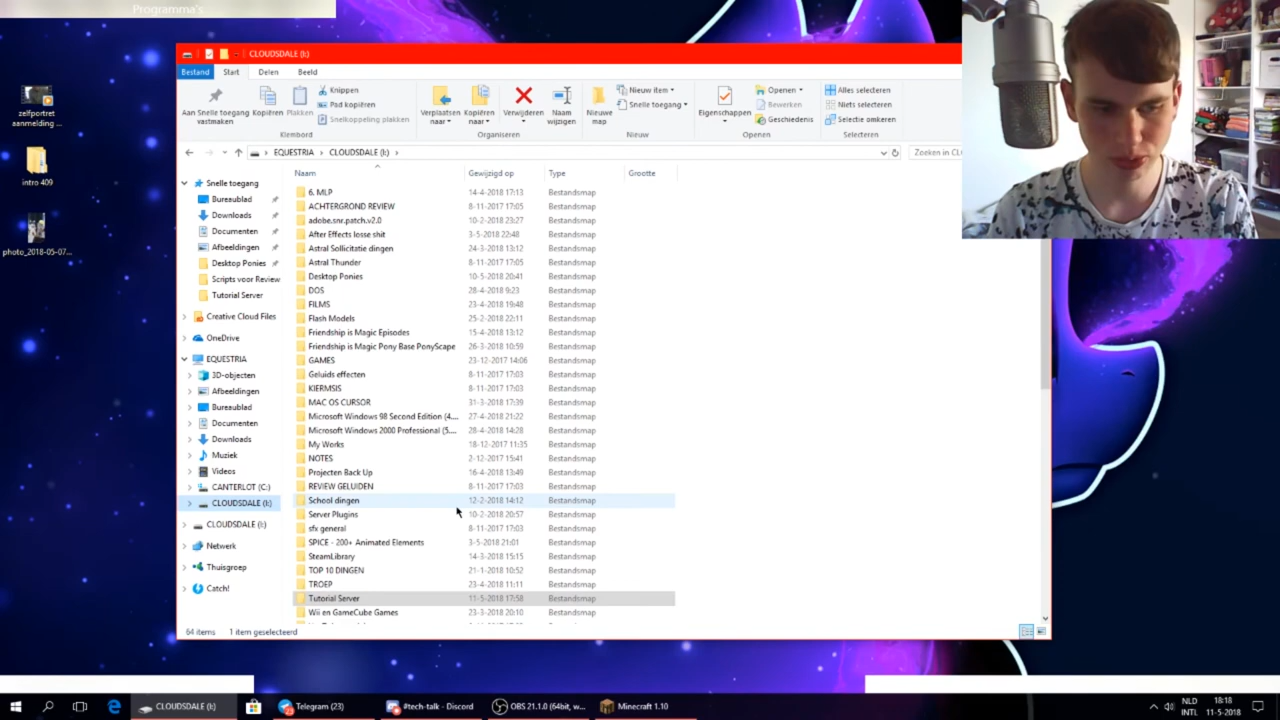 Programma's
zelfportret
aanmelding ...
intro 409
photo_2018-05-07...
CLOUDSDALE (I:)
Bestand Start Delen Beeld
Aan Snelle toegang vastmaken
Kopiëren
Plakken
Knippen
Pad kopiëren
Snelkoppeling plakken
Klembord
Verplaatsen naar
Kopiëren naar
Verwijderen
Naam wijzigen
Organiseren
Nieuwe map
Nieuw item
Snelle toegang
Nieuw
Eigenschappen
Openen
Bewerken
Geschiedenis
Openen
Alles selecteren
Niets selecteren
Selectie omkeren
Selecteren
EQUESTRIA > CLOUDSDALE (I:) >
Zoeken in CL
Naam Gewijzigd op Type Grootte
Snelle toegang
Bureaublad
Downloads
Documenten
Afbeeldingen
Desktop Ponies
Scripts voor Review
Tutorial Server
Creative Cloud Files
OneDrive
EQUESTRIA
3D-objecten
Afbeeldingen
Bureaublad
Documenten
Downloads
Muziek
Videos
CANTERLOT (C:)
CLOUDSDALE (I:)
CLOUDSDALE (I:)
Netwerk
Thuisgroep
Catch!
6. MLP 14-4-2018 17:13 Bestandsmap
ACHTERGROND REVIEW 8-11-2017 17:05 Bestandsmap
adobe.snr.patch.v2.0 10-2-2018 23:27 Bestandsmap
After Effects losse shit 3-5-2018 22:48 Bestandsmap
Astral Sollicitatie dingen 24-3-2018 13:12 Bestandsmap
Astral Thunder 8-11-2017 17:05 Bestandsmap
Desktop Ponies 10-5-2018 20:41 Bestandsmap
DOS 28-4-2018 9:23 Bestandsmap
FILMS 23-4-2018 19:48 Bestandsmap
Flash Models 25-2-2018 22:11 Bestandsmap
Friendship is Magic Episodes 15-4-2018 13:12 Bestandsmap
Friendship is Magic Pony Base PonyScape 26-3-2018 10:59 Bestandsmap
GAMES 23-12-2017 14:06 Bestandsmap
Geluids effecten 8-11-2017 17:03 Bestandsmap
KIERMSIS 8-11-2017 17:03 Bestandsmap
MAC OS CURSOR 31-3-2018 17:39 Bestandsmap
Microsoft Windows 98 Second Edition (4.... 27-4-2018 21:22 Bestandsmap
Microsoft Windows 2000 Professional (5.... 28-4-2018 14:28 Bestandsmap
My Works 18-12-2017 11:35 Bestandsmap
NOTES 2-12-2017 15:41 Bestandsmap
Projecten Back Up 16-4-2018 13:49 Bestandsmap
REVIEW GELUIDEN 8-11-2017 17:03 Bestandsmap
School dingen 12-2-2018 14:12 Bestandsmap
Server Plugins 10-2-2018 20:57 Bestandsmap
sfx general 8-11-2017 17:03 Bestandsmap
SPICE - 200+ Animated Elements 3-5-2018 21:01 Bestandsmap
SteamLibrary 14-3-2018 15:15 Bestandsmap
TOP 10 DINGEN 21-1-2018 10:52 Bestandsmap
TROEP 23-4-2018 11:11 Bestandsmap
Tutorial Server 11-5-2018 17:58 Bestandsmap
Wii en GameCube Games 23-3-2018 20:10 Bestandsmap
64 items 1 item geselecteerd
CLOUDSDALE (I:)
Telegram (23)
#tech-talk - Discord
OBS 21.1.0 (64bit, w...
Minecraft 1.10
NLD
INTL
18:18
11-5-2018